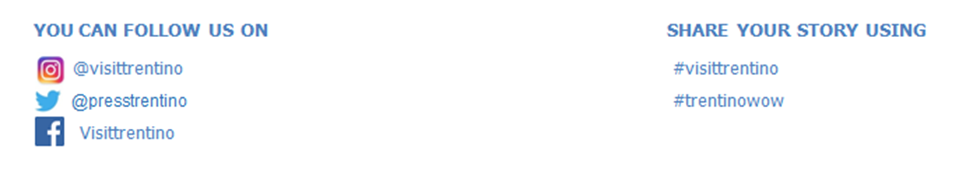 YOU CAN FOLLOW US ON
@visittrentino
@presstrentino
Visittrentino
SHARE YOUR STORY USING
#visittrentino
#trentinowow